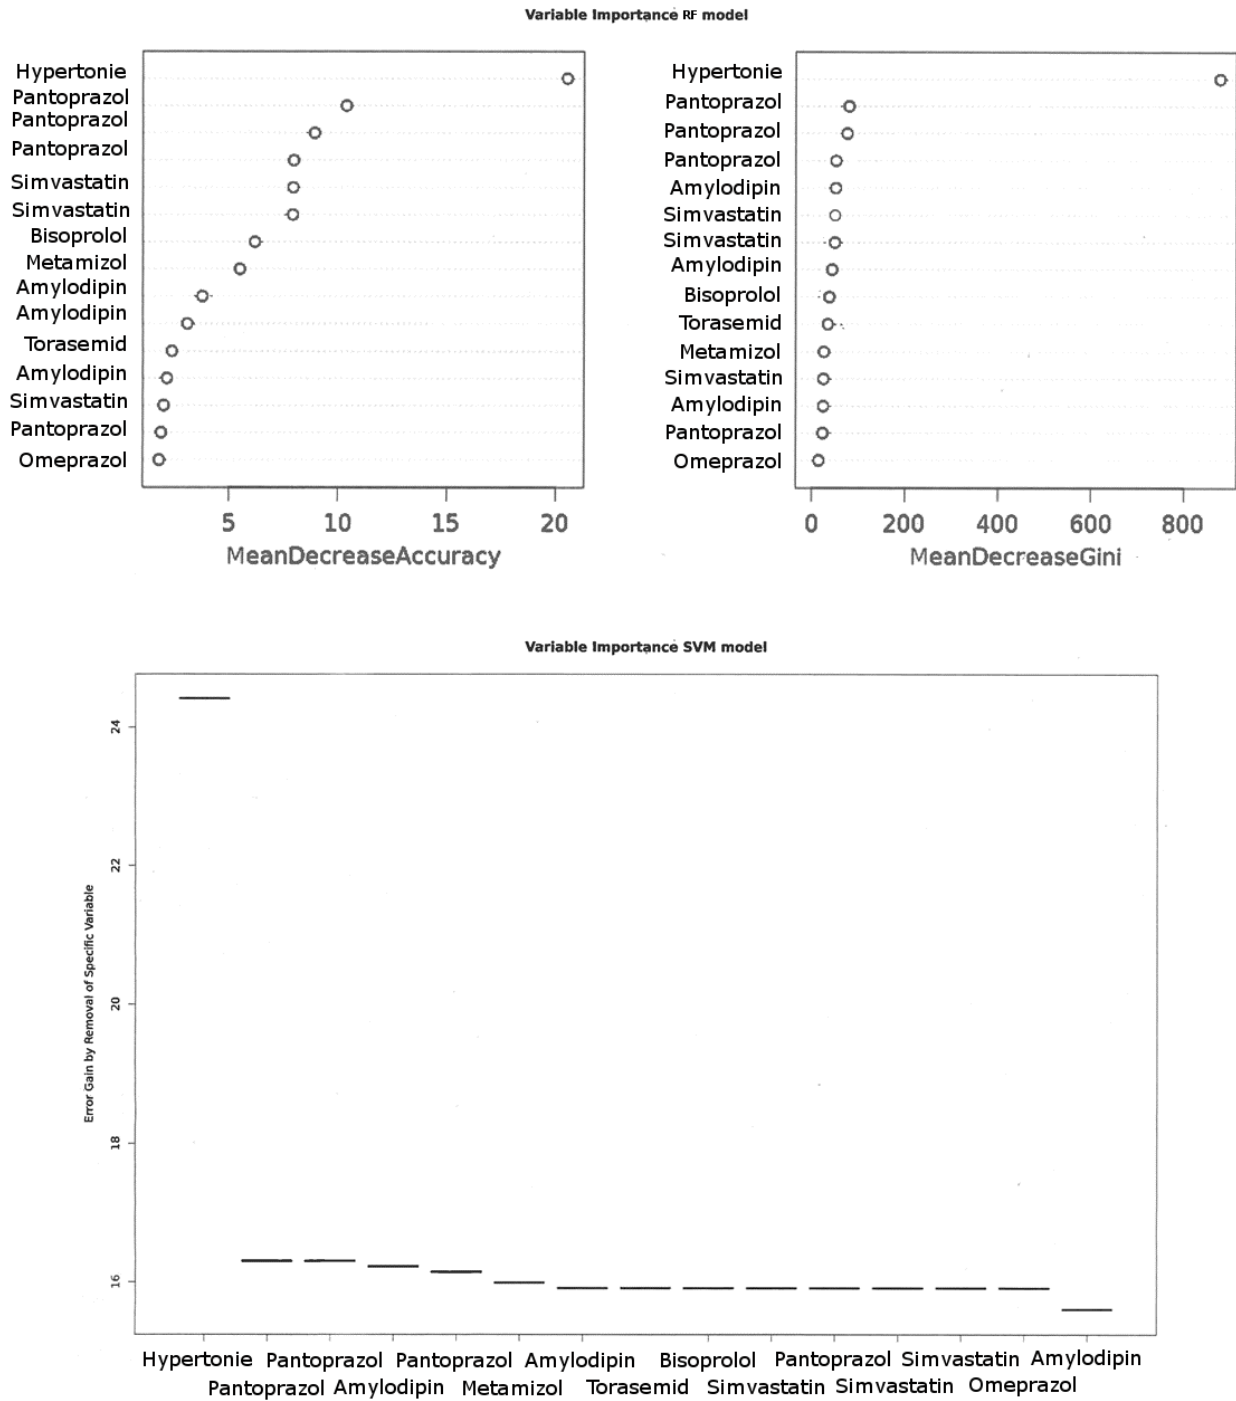 Variable Importance RF model
Hypertonie
Pantoprazol
Pantoprazol
Pantoprazol
Simvastatin
Simvastatin
Bisoprolol
Metamizol
Amylodipin
Amylodipin
Torasemid
Amylodipin
Simvastatin
Pantoprazol
Omeprazol
5 10 15 20
MeanDecreaseAccuracy
Hypertonie
Pantoprazol
Pantoprazol
Pantoprazol
Amylodipin
Simvastatin
Simvastatin
Amylodipin
Bisoprolol
Torasemid
Metamizol
Simvastatin
Amylodipin
Pantoprazol
Omeprazol
0 200 400 600 800
MeanDecreaseGini
Variable Importance SVM model
Error Gain by Removal of Specific Variable
24
22
20
18
16
Hypertonie Pantoprazol Pantoprazol Amylodipin Bisoprolol Pantoprazol Simvastatin Amylodipin
Pantoprazol Amylodipin Metamizol Torasemid Simvastatin Simvastatin Omeprazol